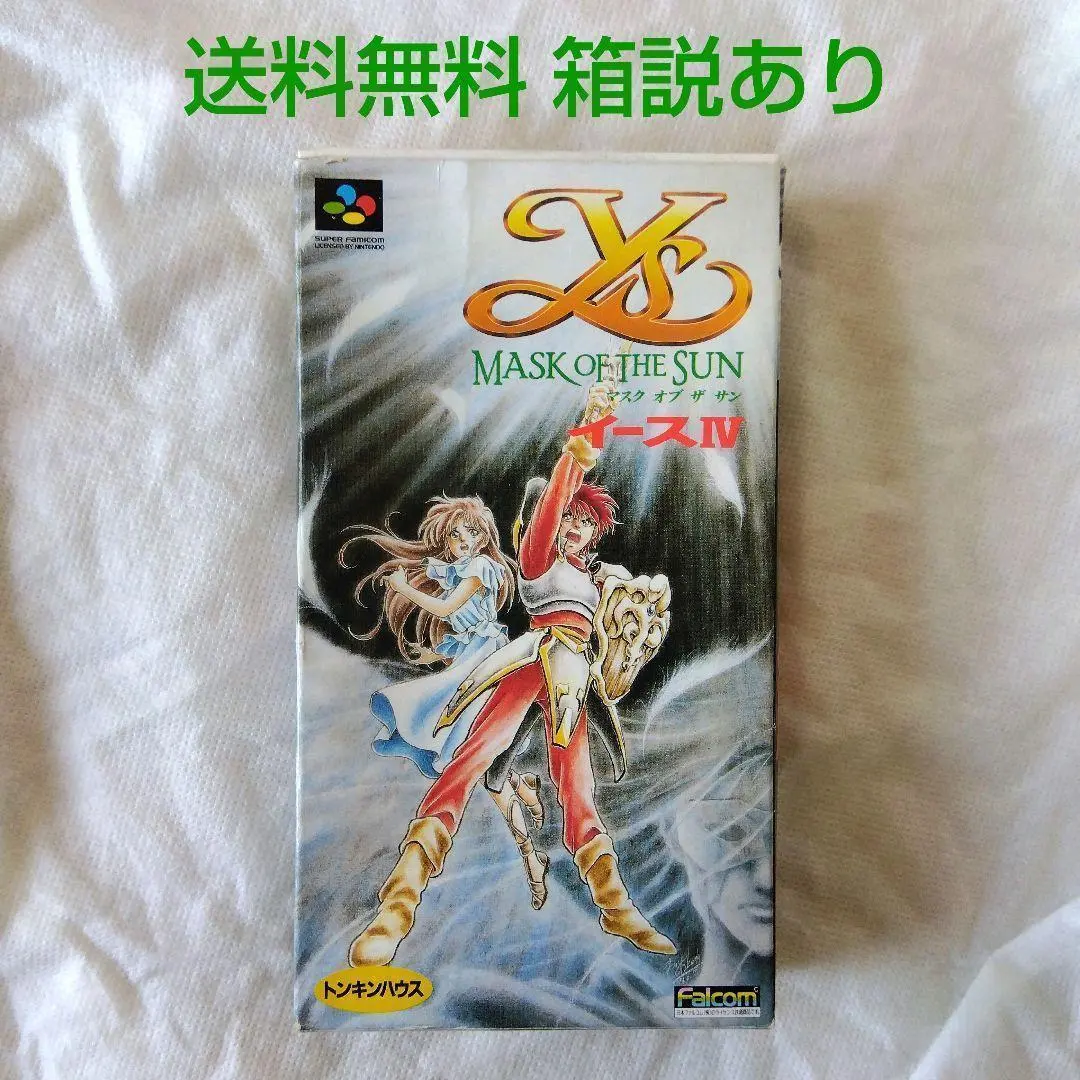 送料無料 箱説あり
SUPER FAMICOM
LICENSED BY NINTENDO
Ys
MASK OF THE SUN
マスク オブ ザ サン
イースIV
トンキンハウス
Falcom